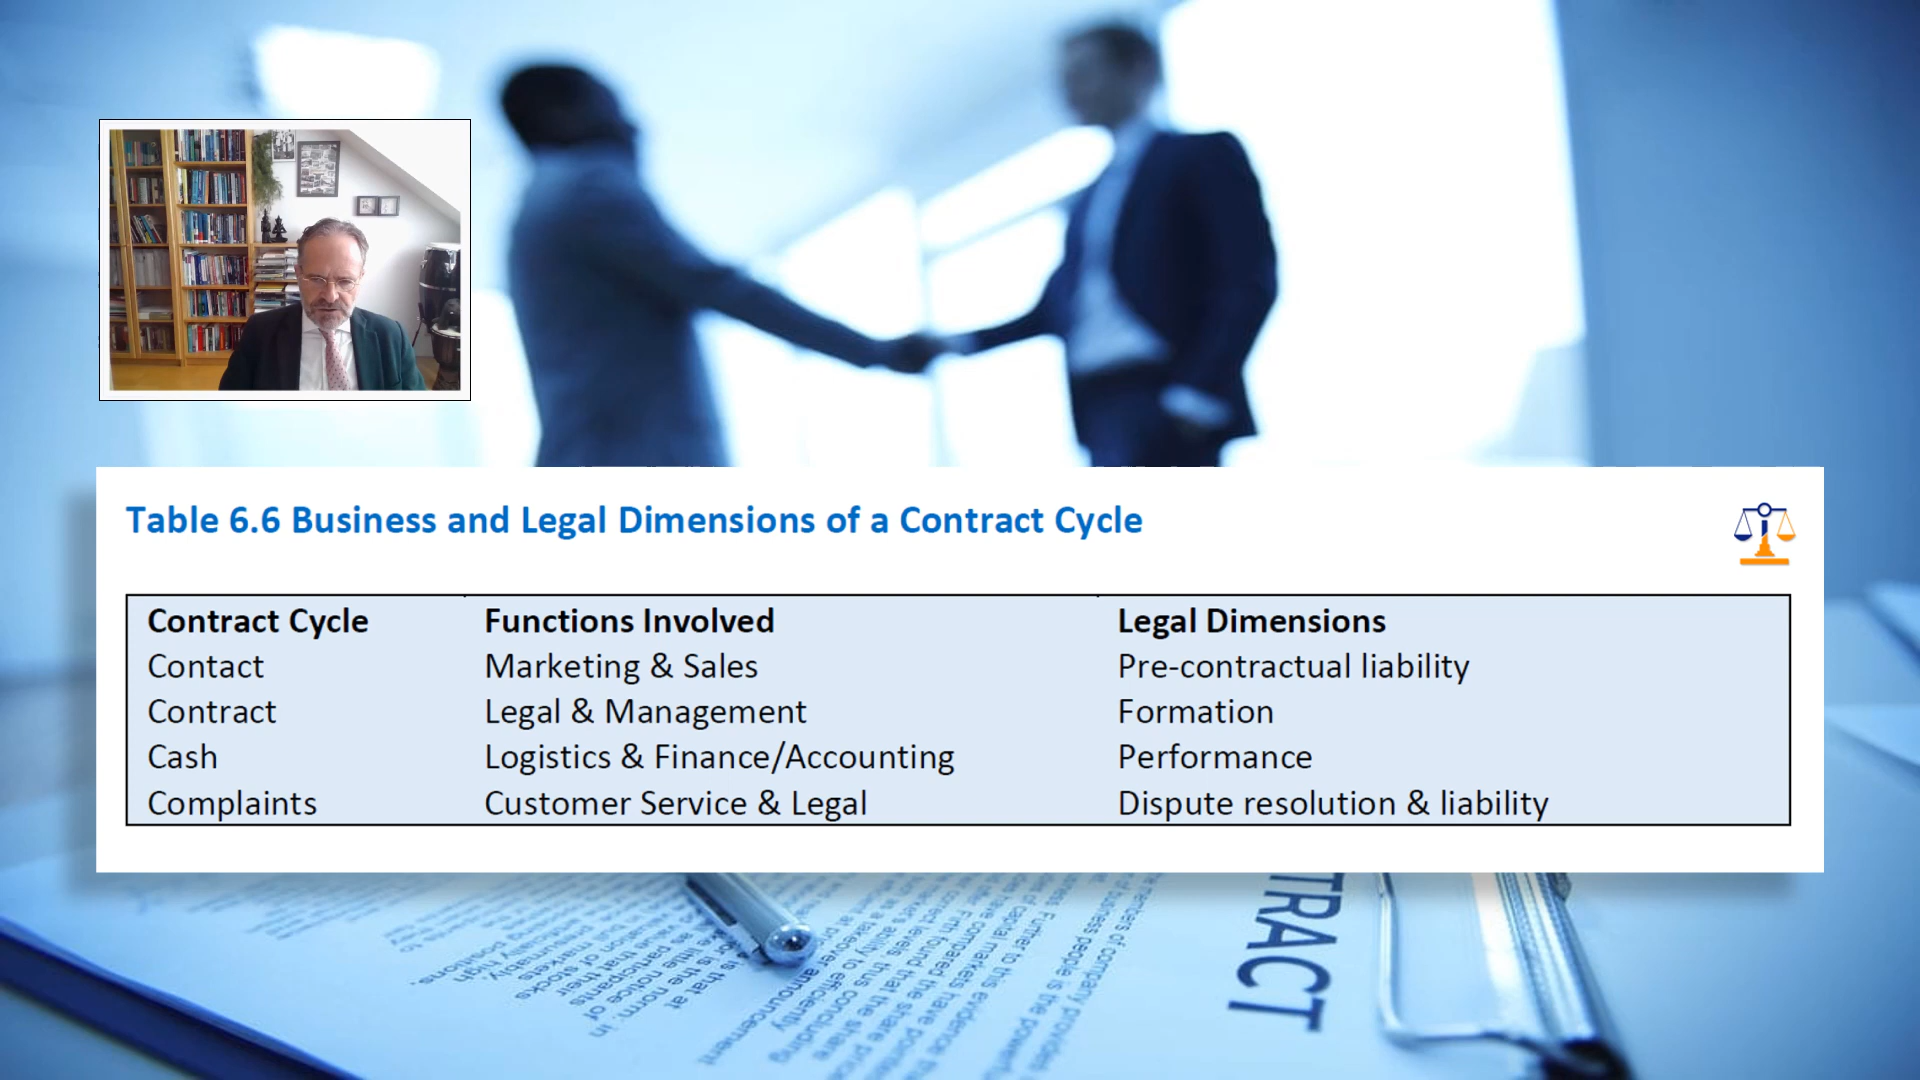 Table 6.6 Business and Legal Dimensions of a Contract Cycle
Contract Cycle Functions Involved Legal Dimensions
Contact Marketing & Sales Pre-contractual liability
Contract Legal & Management Formation
Cash Logistics & Finance/Accounting Performance
Complaints Customer Service & Legal Dispute resolution & liability
TRACT